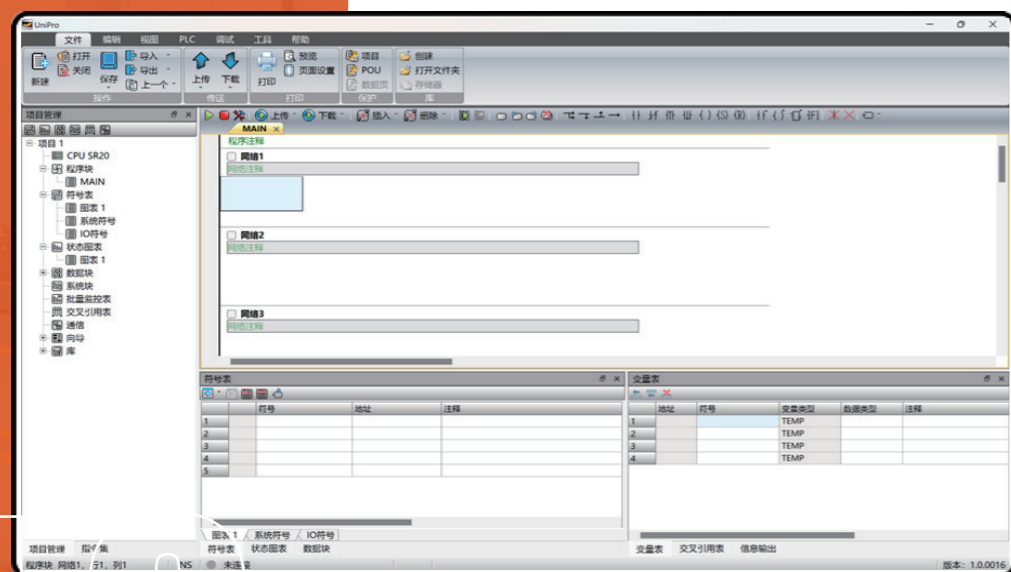 UniPro
文件 编辑 视图 PLC 调试 工具 帮助
新建 打开 关闭 保存 导入 导出 上一个 上传 下载 打印 预览 页面设置 项目 POU 数据页 创建 打开文件夹 存储器
操作 传送 打印 保护 库
项目管理
上传 下载 插入 删除
MAIN
项目 1
CPU SR20
程序块
MAIN
符号表
图表 1
系统符号
IO符号
状态图表
图表 1
数据块
系统块
批量监控表
交叉引用表
通信
向导
库
程序注释
网络1
网络注释
网络2
网络注释
网络3
网络注释
符号表
符号 地址 注释
1
2
3
4
5
图表 1 系统符号 IO符号
符号表 状态图表 数据块
变量表
地址 符号 变量类型 数据类型 注释
1 TEMP
2 TEMP
3 TEMP
4 TEMP
变量表 交叉引用表 信息输出
项目管理 指令集
程序块 网络1, 行1, 列1 INS 未连接 版本: 1.0.0016